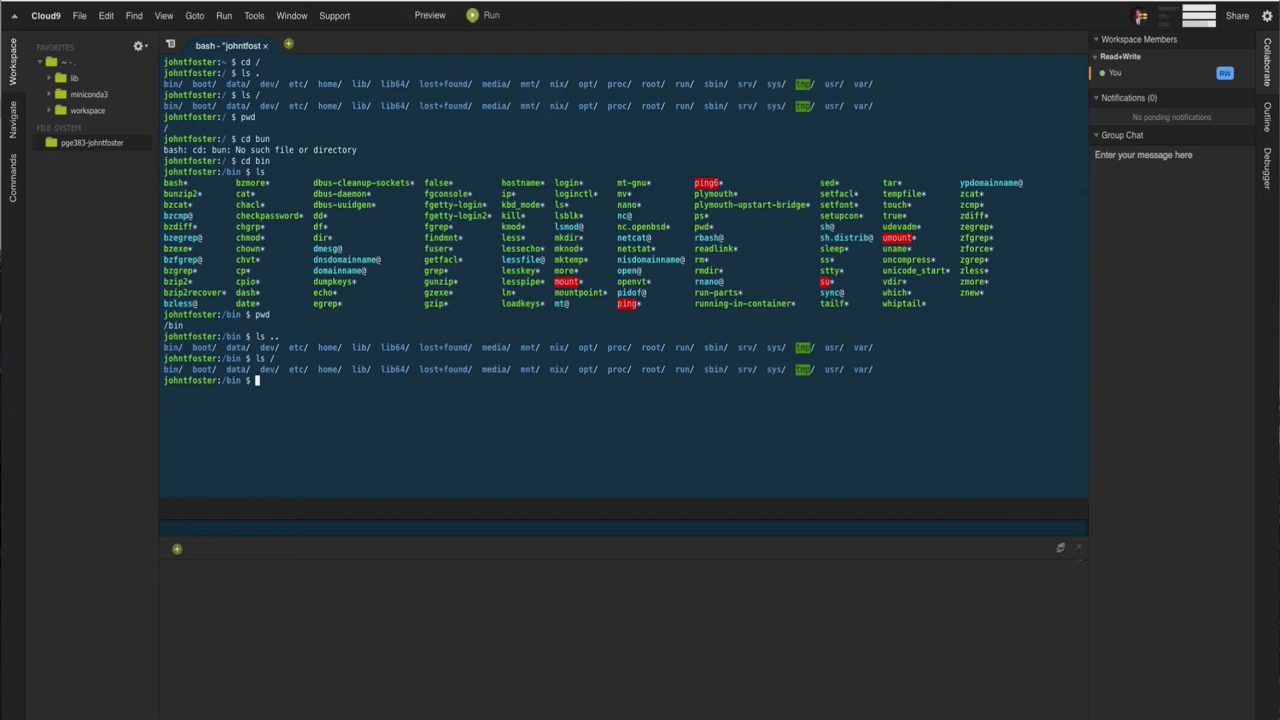 Cloud9 File Edit Find View Goto Run Tools Window Support Preview Run MEMORY CPU DISK Share
Workspace
Navigate
Commands
FAVORITES
~ - .
lib
miniconda3
workspace
FILE SYSTEM
pge383-johntfoster
bash - "johntfost ×
johntfoster:~ $ cd /
johntfoster:/ $ ls .
bin/ boot/ data/ dev/ etc/ home/ lib/ lib64/ lost+found/ media/ mnt/ nix/ opt/ proc/ root/ run/ sbin/ srv/ sys/ tmp/ usr/ var/
johntfoster:/ $ ls /
bin/ boot/ data/ dev/ etc/ home/ lib/ lib64/ lost+found/ media/ mnt/ nix/ opt/ proc/ root/ run/ sbin/ srv/ sys/ tmp/ usr/ var/
johntfoster:/ $ pwd
/
johntfoster:/ $ cd bun
bash: cd: bun: No such file or directory
johntfoster:/ $ cd bin
johntfoster:/bin $ ls
bash* bzmore* dbus-cleanup-sockets* false* hostname* login* mt-gnu* ping6* sed* tar* ypdomainname@
bunzip2* cat* dbus-daemon* fgconsole* ip* loginctl* mv* plymouth* setfacl* tempfile* zcat*
bzcat* chacl* dbus-uuidgen* fgetty-login* kbd_mode* ls* nano* plymouth-upstart-bridge* setfont* touch* zcmp*
bzcmp@ checkpassword* dd* fgetty-login2* kill* lsblk* nc@ ps* setupcon* true* zdiff*
bzdiff* chgrp* df* fgrep* kmod* lsmod@ nc.openbsd* pwd* sh@ udevadm* zegrep*
bzegrep@ chmod* dir* findmnt* less* mkdir* netcat@ rbash@ sh.distrib@ umount* zfgrep*
bzexe* chown* dmesg@ fuser* lessecho* mknod* netstat* readlink* sleep* uname* zforce*
bzfgrep@ chvt* dnsdomainname@ getfacl* lessfile@ mktemp* nisdomainname@ rm* ss* uncompress* zgrep*
bzgrep* cp* domainname@ grep* lesskey* more* open@ rmdir* stty* unicode_start* zless*
bzip2* cpio* dumpkeys* gunzip* lesspipe* mount* openvt* rnano@ su* vdir* zmore*
bzip2recover* dash* echo* gzexe* ln* mountpoint* pidof@ run-parts* sync@ which* znew*
bzless@ date* egrep* gzip* loadkeys* mt@ ping* running-in-container* tailf* whiptail*
johntfoster:/bin $ pwd
/bin
johntfoster:/bin $ ls ..
bin/ boot/ data/ dev/ etc/ home/ lib/ lib64/ lost+found/ media/ mnt/ nix/ opt/ proc/ root/ run/ sbin/ srv/ sys/ tmp/ usr/ var/
johntfoster:/bin $ ls /
bin/ boot/ data/ dev/ etc/ home/ lib/ lib64/ lost+found/ media/ mnt/ nix/ opt/ proc/ root/ run/ sbin/ srv/ sys/ tmp/ usr/ var/
johntfoster:/bin $
Workspace Members
Read+Write
You RW
Notifications (0)
No pending notifications
Group Chat
Enter your message here
Collaborate
Outline
Debugger